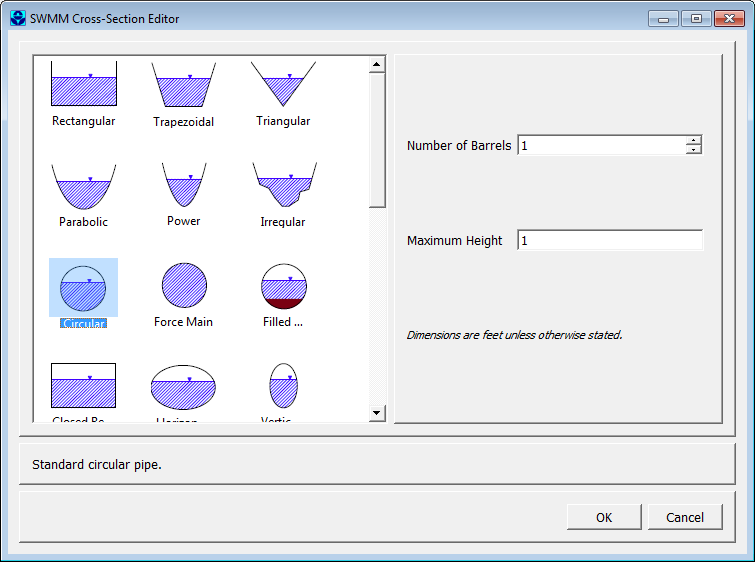 SWMM Cross-Section Editor
Rectangular
Trapezoidal
Triangular
Parabolic
Power
Irregular
Circular
Force Main
Filled ...
Closed Re...
Horizon...
Vertic...
Number of Barrels 1
Maximum Height 1
Dimensions are feet unless otherwise stated.
Standard circular pipe.
OK
Cancel